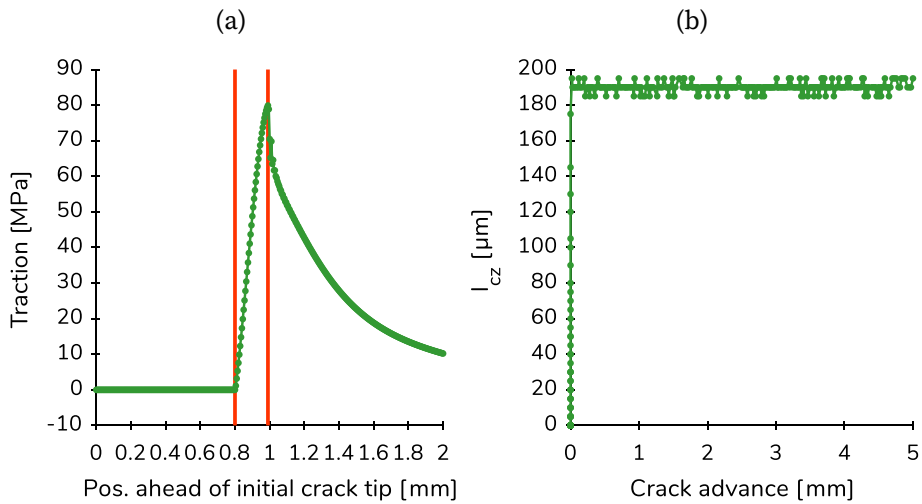 (a)
Traction [MPa]
90
80
70
60
50
40
30
20
10
0
-10
0 0.2 0.4 0.6 0.8 1 1.2 1.4 1.6 1.8 2
Pos. ahead of initial crack tip [mm]
(b)
l_cz [μm]
200
180
160
140
120
100
80
60
40
20
0
0 1 2 3 4 5
Crack advance [mm]